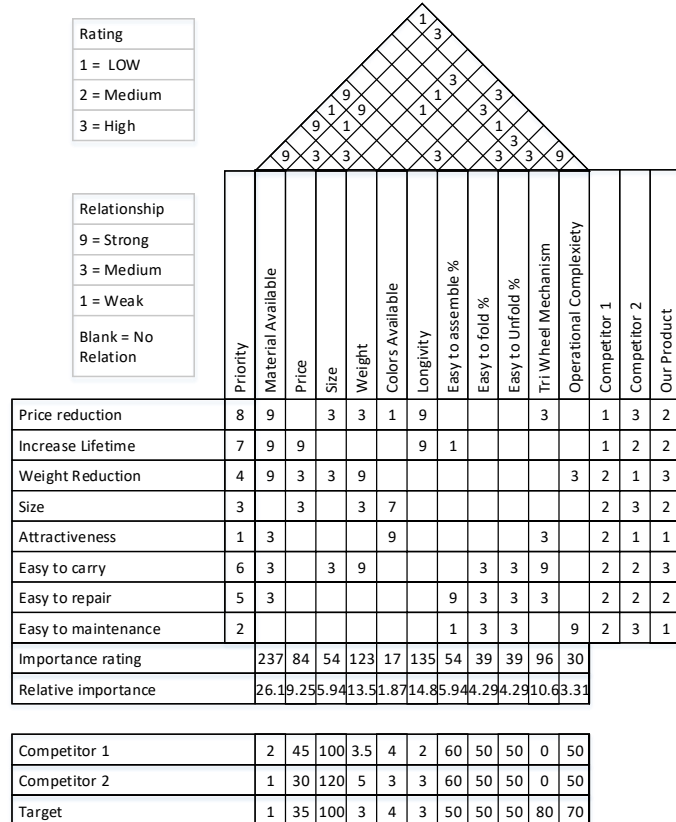 Rating
1 = LOW
2 = Medium
3 = High
1
3
3
9 1 3
1 9 1 3
9 1 1
3
9 3 3 3 3 3 9
Relationship
9 = Strong
3 = Medium
1 = Weak
Blank = No
Relation
Priority
Material Available
Price
Size
Weight
Colors Available
Longivity
Easy to assemble %
Easy to fold %
Easy to Unfold %
Tri Wheel Mechanism
Operational Complexiety
Competitor 1
Competitor 2
Our Product
Price reduction 8 9 3 3 1 9 3 1 3 2
Increase Lifetime 7 9 9 9 1 1 2 2
Weight Reduction 4 9 3 3 9 3 2 1 3
Size 3 3 3 7 2 3 2
Attractiveness 1 3 9 3 2 1 1
Easy to carry 6 3 3 9 3 3 9 2 2 3
Easy to repair 5 3 9 3 3 3 2 2 2
Easy to maintenance 2 1 3 3 9 2 3 1
Importance rating 237 84 54 123 17 135 54 39 39 96 30
Relative importance 26.1 9.25 5.94 13.5 1.87 14.8 5.94 4.29 4.29 10.6 3.31
Competitor 1 2 45 100 3.5 4 2 60 50 50 0 50
Competitor 2 1 30 120 5 3 3 60 50 50 0 50
Target 1 35 100 3 4 3 50 50 50 80 70